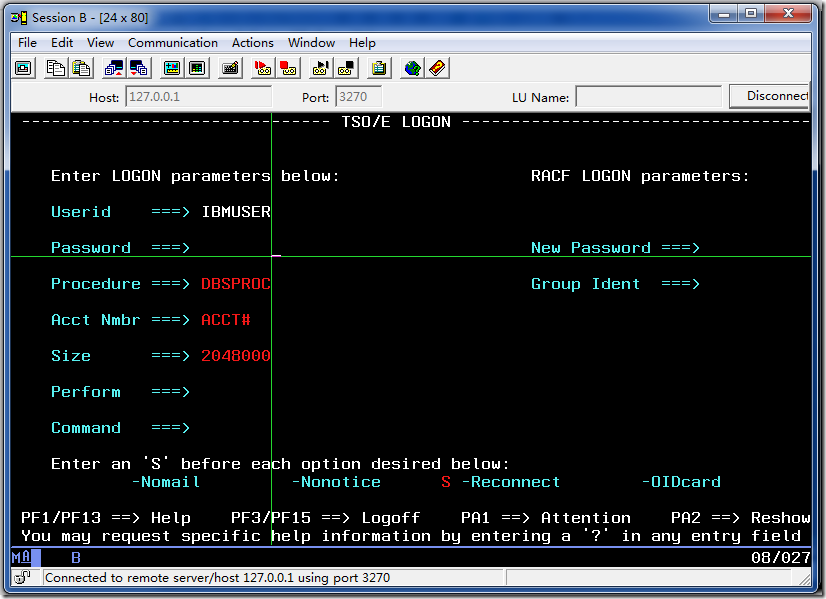 Session B - [24 x 80]
File Edit View Communication Actions Window Help
Host: 127.0.0.1 Port: 3270 LU Name: Disconnect
------------------------------- TSO/E LOGON -----------------------------------
Enter LOGON parameters below: RACF LOGON parameters:
Userid ===> IBMUSER
Password ===> New Password ===>
Procedure ===> DBSPROC Group Ident ===>
Acct Nmbr ===> ACCT#
Size ===> 2048000
Perform ===>
Command ===>
Enter an 'S' before each option desired below:
-Nomail -Nonotice S -Reconnect -OIDcard
PF1/PF13 ==> Help PF3/PF15 ==> Logoff PA1 ==> Attention PA2 ==> Reshow
You may request specific help information by entering a '?' in any entry field
MA B 08/027
Connected to remote server/host 127.0.0.1 using port 3270